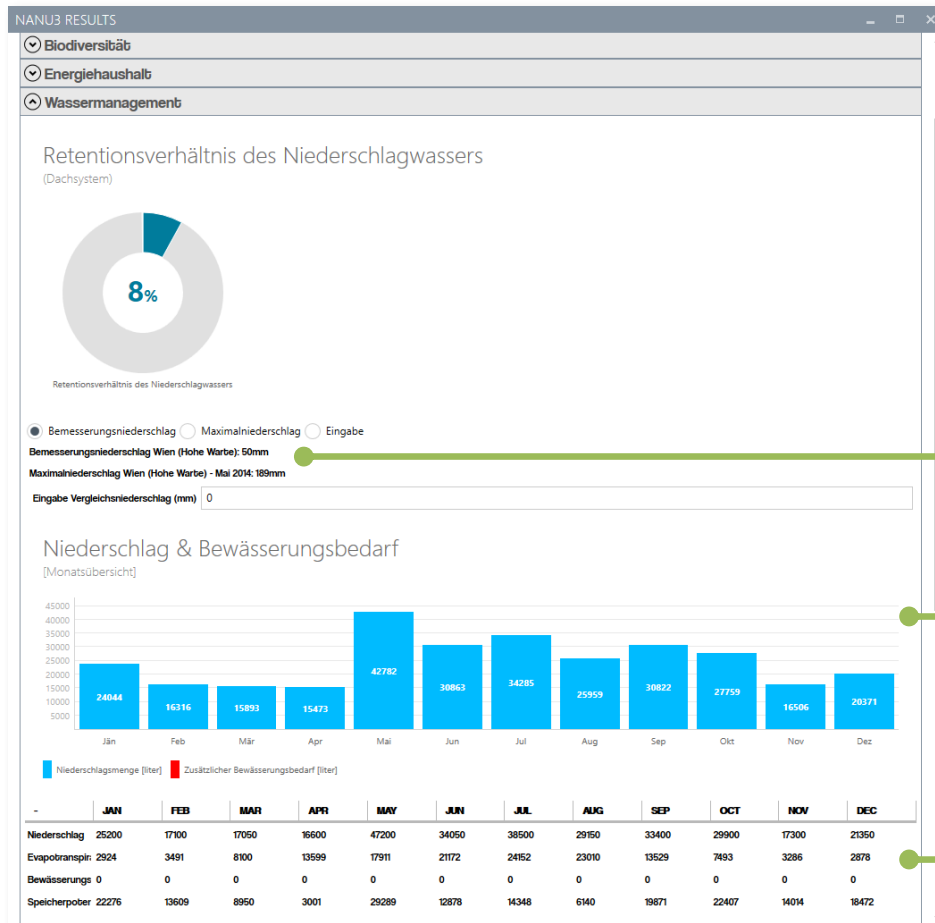 NANU3 RESULTS
Biodiversität
Energiehaushalt
Wassermanagement
Retentionsverhältnis des Niederschlagwassers
(Dachsystem)
8%
Retentionsverhältnis des Niederschlagwassers
Bemesserungsniederschlag Maximalniederschlag Eingabe
Bemesserungsniederschlag Wien (Hohe Warte): 50mm
Maximalniederschlag Wien (Hohe Warte) - Mai 2014: 189mm
Eingabe Vergleichsniederschlag (mm) 0
Niederschlag & Bewässerungsbedarf
[Monatsübersicht]
45000
40000
35000
30000
25000
20000
15000
10000
5000
24044 16316 15893 15473 42782 30863 34285 25959 30822 27759 16506 20371
Jän Feb Mär Apr Mai Jun Jul Aug Sep Okt Nov Dez
Niederschlagsmenge [liter] Zusätzlicher Bewässerungsbedarf [liter]
- JAN FEB MAR APR MAY JUN JUL AUG SEP OCT NOV DEC
Niederschlag 25200 17100 17050 16600 47200 34050 38500 29150 33400 29900 17300 21350
Evapotranspir 2924 3491 8100 13599 17911 21172 24152 23010 13529 7493 3286 2878
Bewässerungs 0 0 0 0 0 0 0 0 0 0 0 0
Speicherpoter 22276 13609 8950 3001 29289 12878 14348 6140 19871 22407 14014 18472